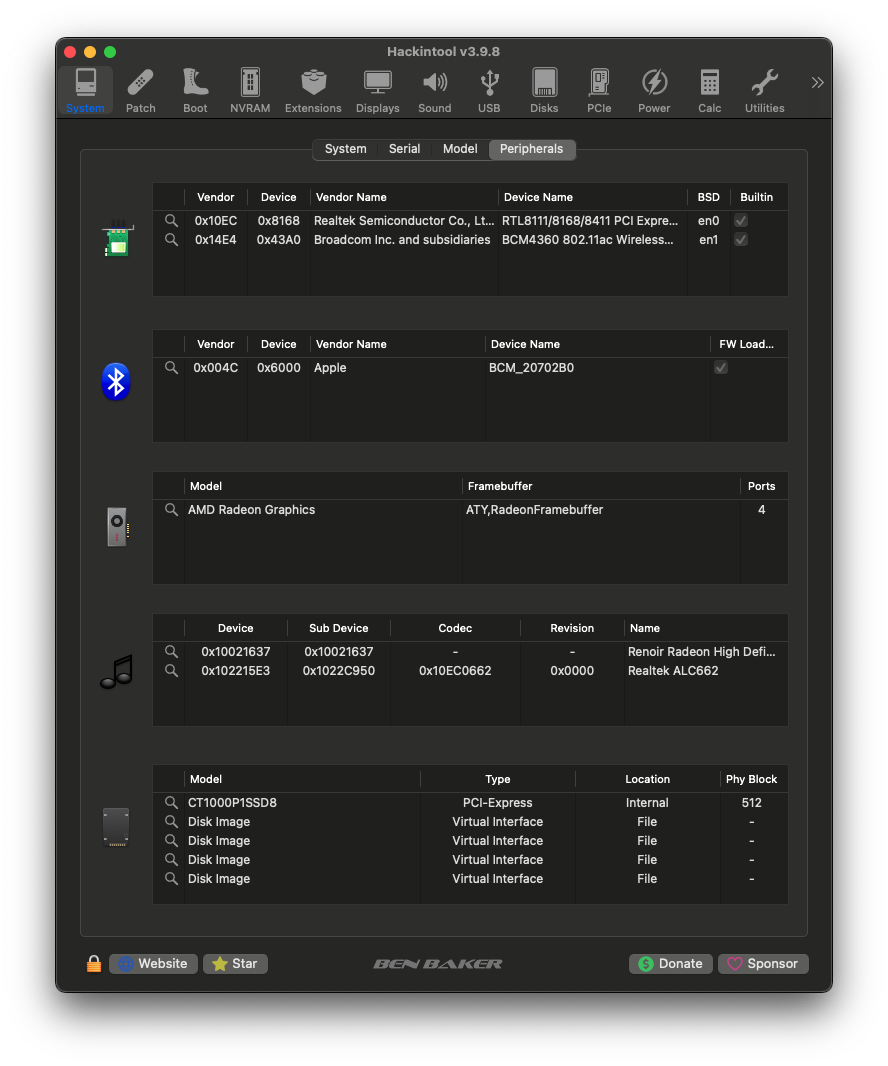 Hackintool v3.9.8
System Patch Boot NVRAM Extensions Displays Sound USB Disks PCIe Power Calc Utilities
System Serial Model Peripherals
Vendor Device Vendor Name Device Name BSD Builtin
0x10EC 0x8168 Realtek Semiconductor Co., Lt... RTL8111/8168/8411 PCI Expre... en0
0x14E4 0x43A0 Broadcom Inc. and subsidiaries BCM4360 802.11ac Wireless... en1
Vendor Device Vendor Name Device Name FW Load...
0x004C 0x6000 Apple BCM_20702B0
Model Framebuffer Ports
AMD Radeon Graphics ATY,RadeonFramebuffer 4
Device Sub Device Codec Revision Name
0x10021637 0x10021637 - - Renoir Radeon High Defi...
0x102215E3 0x1022C950 0x10EC0662 0x0000 Realtek ALC662
Model Type Location Phy Block
CT1000P1SSD8 PCI-Express Internal 512
Disk Image Virtual Interface File -
Disk Image Virtual Interface File -
Disk Image Virtual Interface File -
Disk Image Virtual Interface File -
Website Star BEN BAKER Donate Sponsor